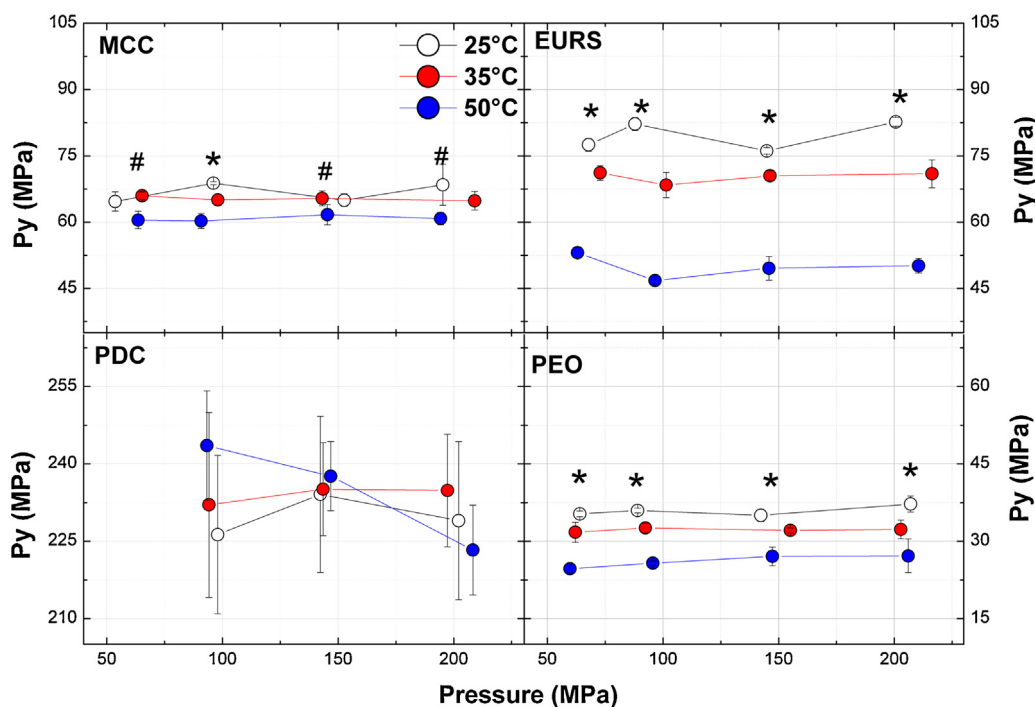 105
90
75
60
45
Py (MPa)
MCC
25°C
35°C
50°C
# * # #
EURS
* * * *
105
90
75
60
45
Py (MPa)
PDC
255
240
225
210
Py (MPa)
50 100 150 200
PEO
* * * *
60
45
30
15
Py (MPa)
50 100 150 200
Pressure (MPa)